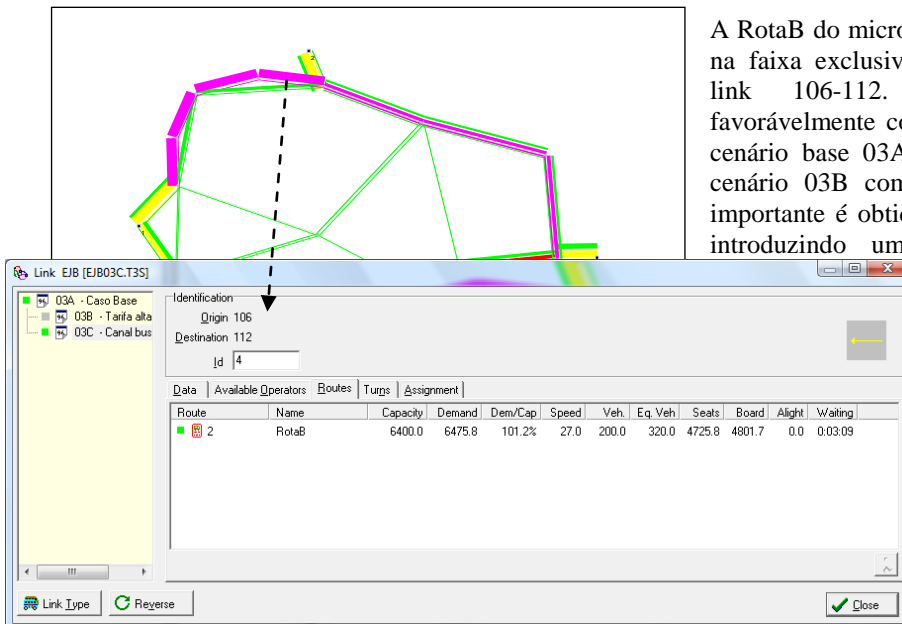 A RotaB do micro
na faixa exclusiv
link 106-112.
favorávelmente co
cenário base 03A
cenário 03B com
importante é obtid
introduzindo um
Link EJB [EJB03C.T3S]
03A - Caso Base
03B - Tarifa alta
03C - Canal bus
Identification
Origin 106
Destination 112
Id 4
Data Available Operators Routes Turns Assignment
Route Name Capacity Demand Dem/Cap Speed Veh. Eq. Veh Seats Board Alight Waiting
2 RotaB 6400.0 6475.8 101.2% 27.0 200.0 320.0 4725.8 4801.7 0.0 0:03:09
Link Type Reverse Close